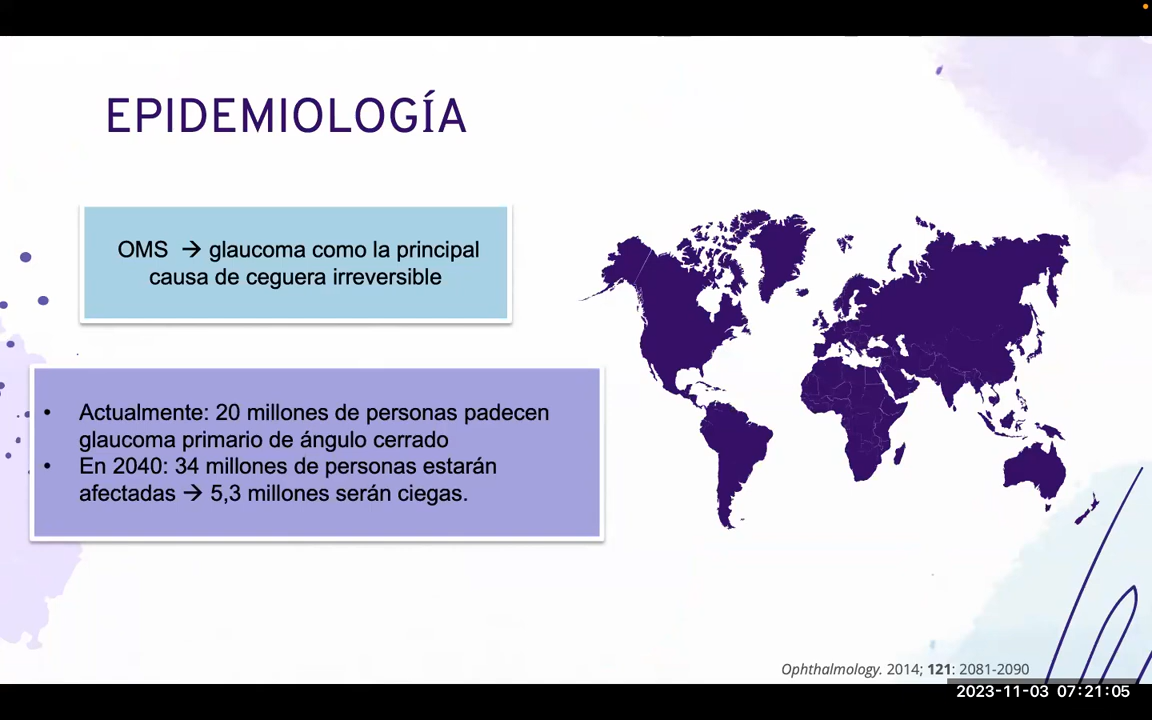 EPIDEMIOLOGÍA
OMS → glaucoma como la principal
causa de ceguera irreversible
• Actualmente: 20 millones de personas padecen
glaucoma primario de ángulo cerrado
• En 2040: 34 millones de personas estarán
afectadas → 5,3 millones serán ciegas.
Ophthalmology. 2014; 121: 2081-2090
2023-11-03 07:21:05